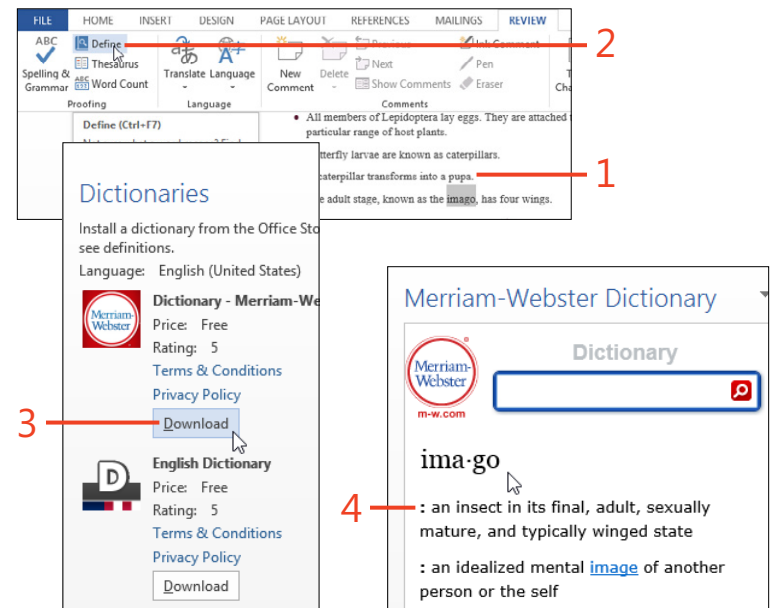 FILE HOME INSERT DESIGN PAGE LAYOUT REFERENCES MAILINGS REVIEW
ABC
Define
Thesaurus
ABC 123 Word Count
Spelling &
Grammar
Translate Language
New
Comment
Delete
Previous
Next
Show Comments
Ink Comment
Pen
Eraser
Proofing Language Comments
2
Define (Ctrl+F7)
• All members of Lepidoptera lay eggs. They are attached
particular range of host plants.
larvae are known as caterpillars.
caterpillar transforms into a pupa.
adult stage, known as the imago, has four wings.
1
Dictionaries
Install a dictionary from the Office Sto
see definitions.
Language: English (United States)
Merriam-
Webster
Dictionary - Merriam-We
Price: Free
Rating: 5
Terms & Conditions
Privacy Policy
Download
3
D
English Dictionary
Price: Free
Rating: 5
Terms & Conditions
Privacy Policy
Download
Merriam-Webster Dictionary
Merriam-
Webster
®
m-w.com
Dictionary
ima·go
4
: an insect in its final, adult, sexually
mature, and typically winged state
: an idealized mental image of another
person or the self